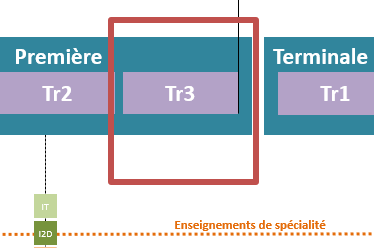 Première
Terminale
Tr2
Tr3
Tr1
IT
Enseignements de spécialité
I2D